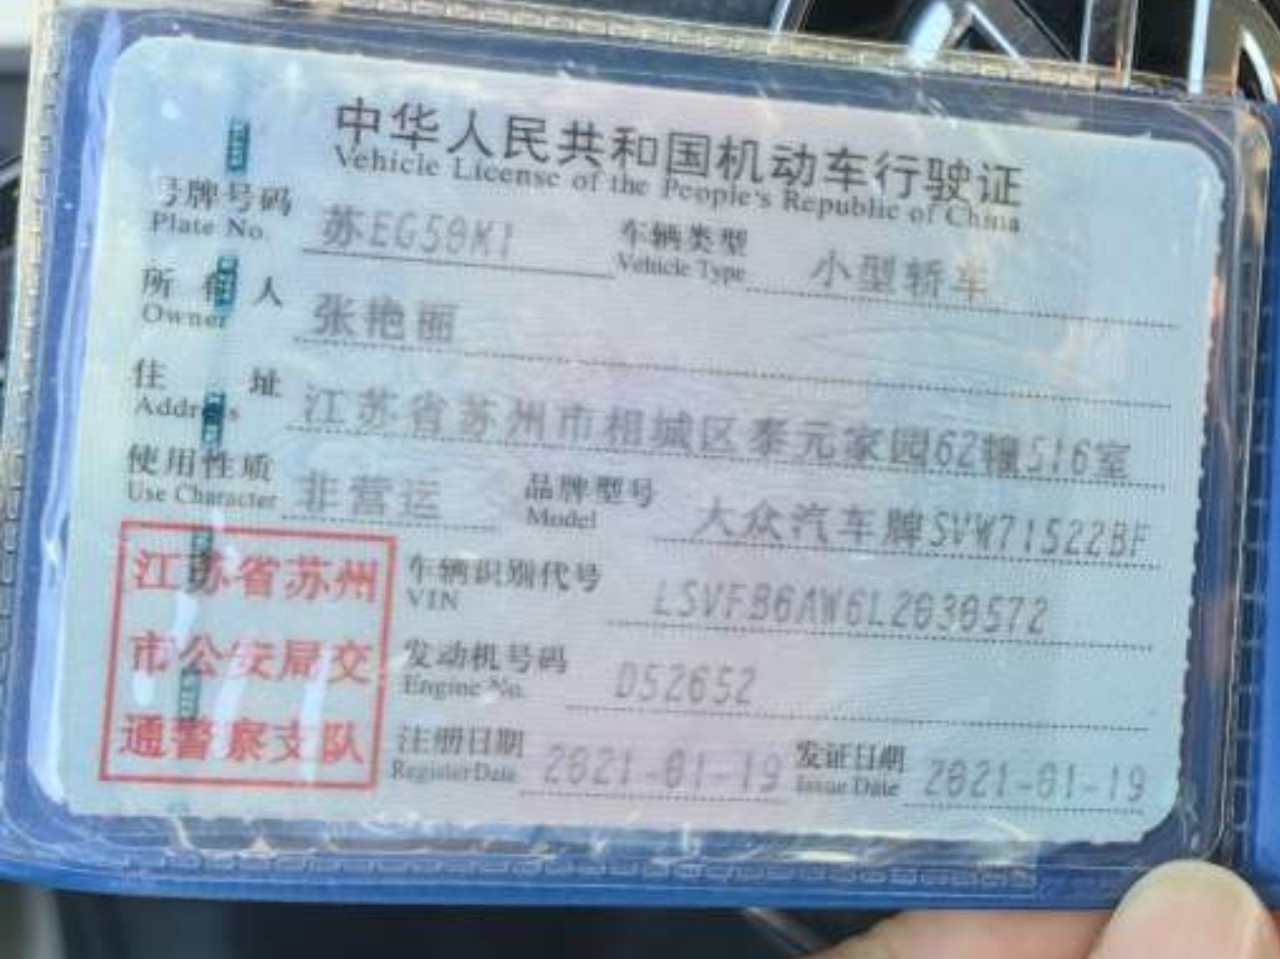 中华人民共和国机动车行驶证
Vehicle License of the People's Republic of China
号牌号码 苏EG59K1 车辆类型 小型轿车
Plate No. Vehicle Type
所有人 张艳丽
Owner
住址 江苏省苏州市相城区泰元家园62幢516室
Address
使用性质 非营运 品牌型号 大众汽车牌SVW71522BF
Use Character Model
江苏省苏州
市公安局交
通警察支队
车辆识别代号 LSVFB6AW6L2030572
VIN
发动机号码 D52652
Engine No.
注册日期 2021-01-19 发证日期 2021-01-19
Register Date Issue Date